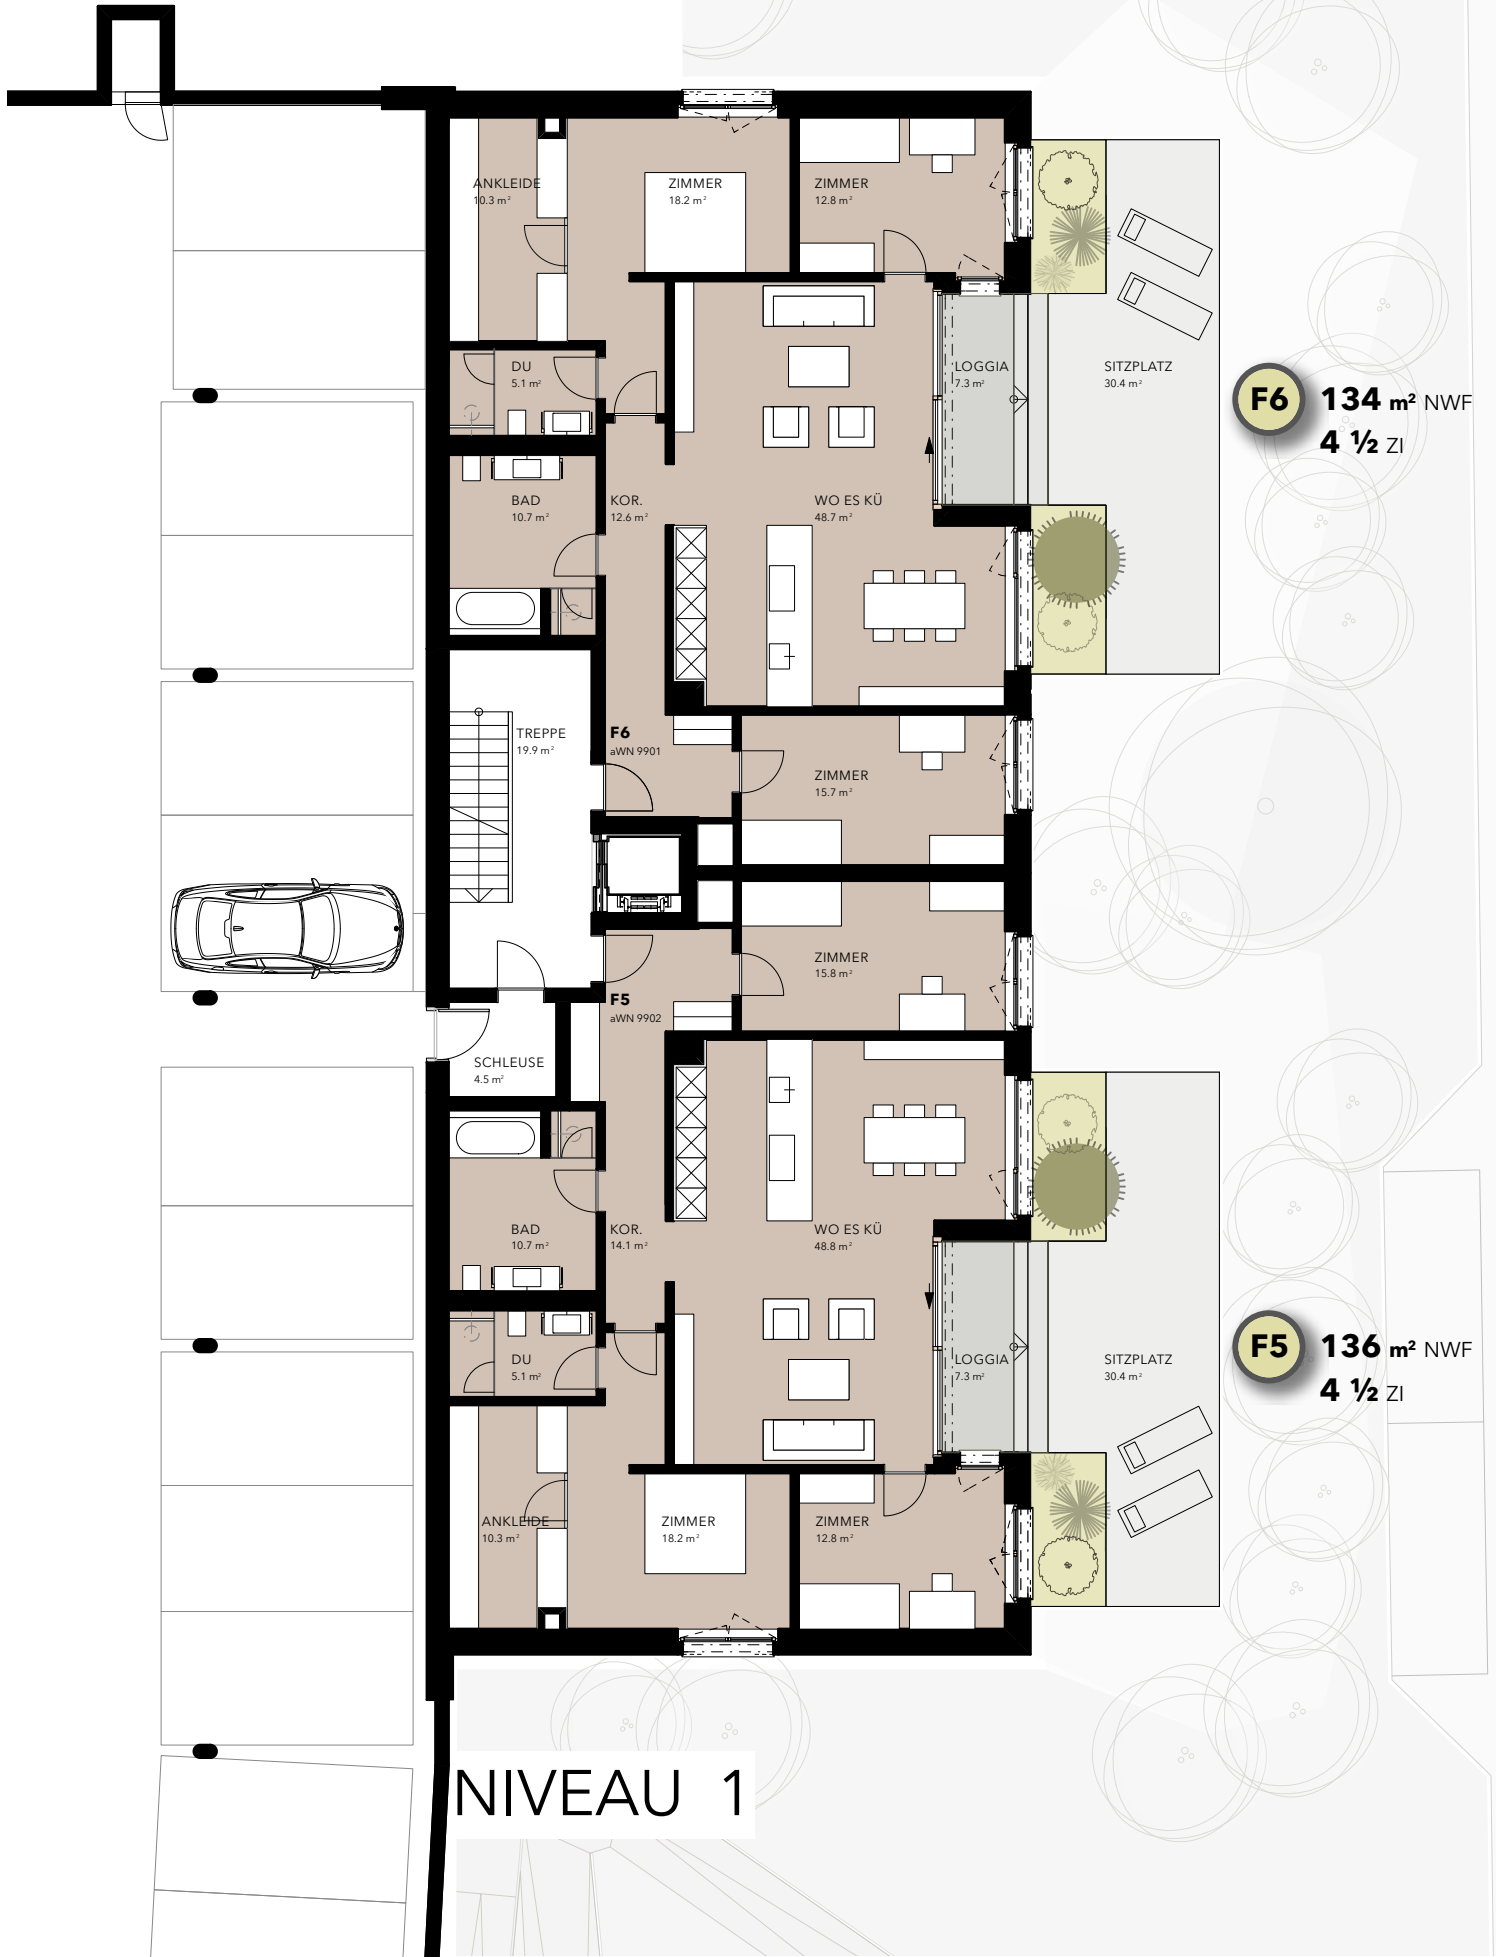 ANKLEIDE
10.3 m²
ZIMMER
18.2 m²
ZIMMER
12.8 m²
DU
5.1 m²
LOGGIA
7.3 m²
SITZPLATZ
30.4 m²
F6
134 m² NWF
4 ½ ZI
BAD
10.7 m²
KOR.
12.6 m²
WO ES KÜ
48.7 m²
TREPPE
19.9 m²
F6
aWN 9901
ZIMMER
15.7 m²
ZIMMER
15.8 m²
F5
aWN 9902
SCHLEUSE
4.5 m²
BAD
10.7 m²
KOR.
14.1 m²
WO ES KÜ
48.8 m²
DU
5.1 m²
LOGGIA
7.3 m²
SITZPLATZ
30.4 m²
F5
136 m² NWF
4 ½ ZI
ANKLEIDE
10.3 m²
ZIMMER
18.2 m²
ZIMMER
12.8 m²
NIVEAU 1